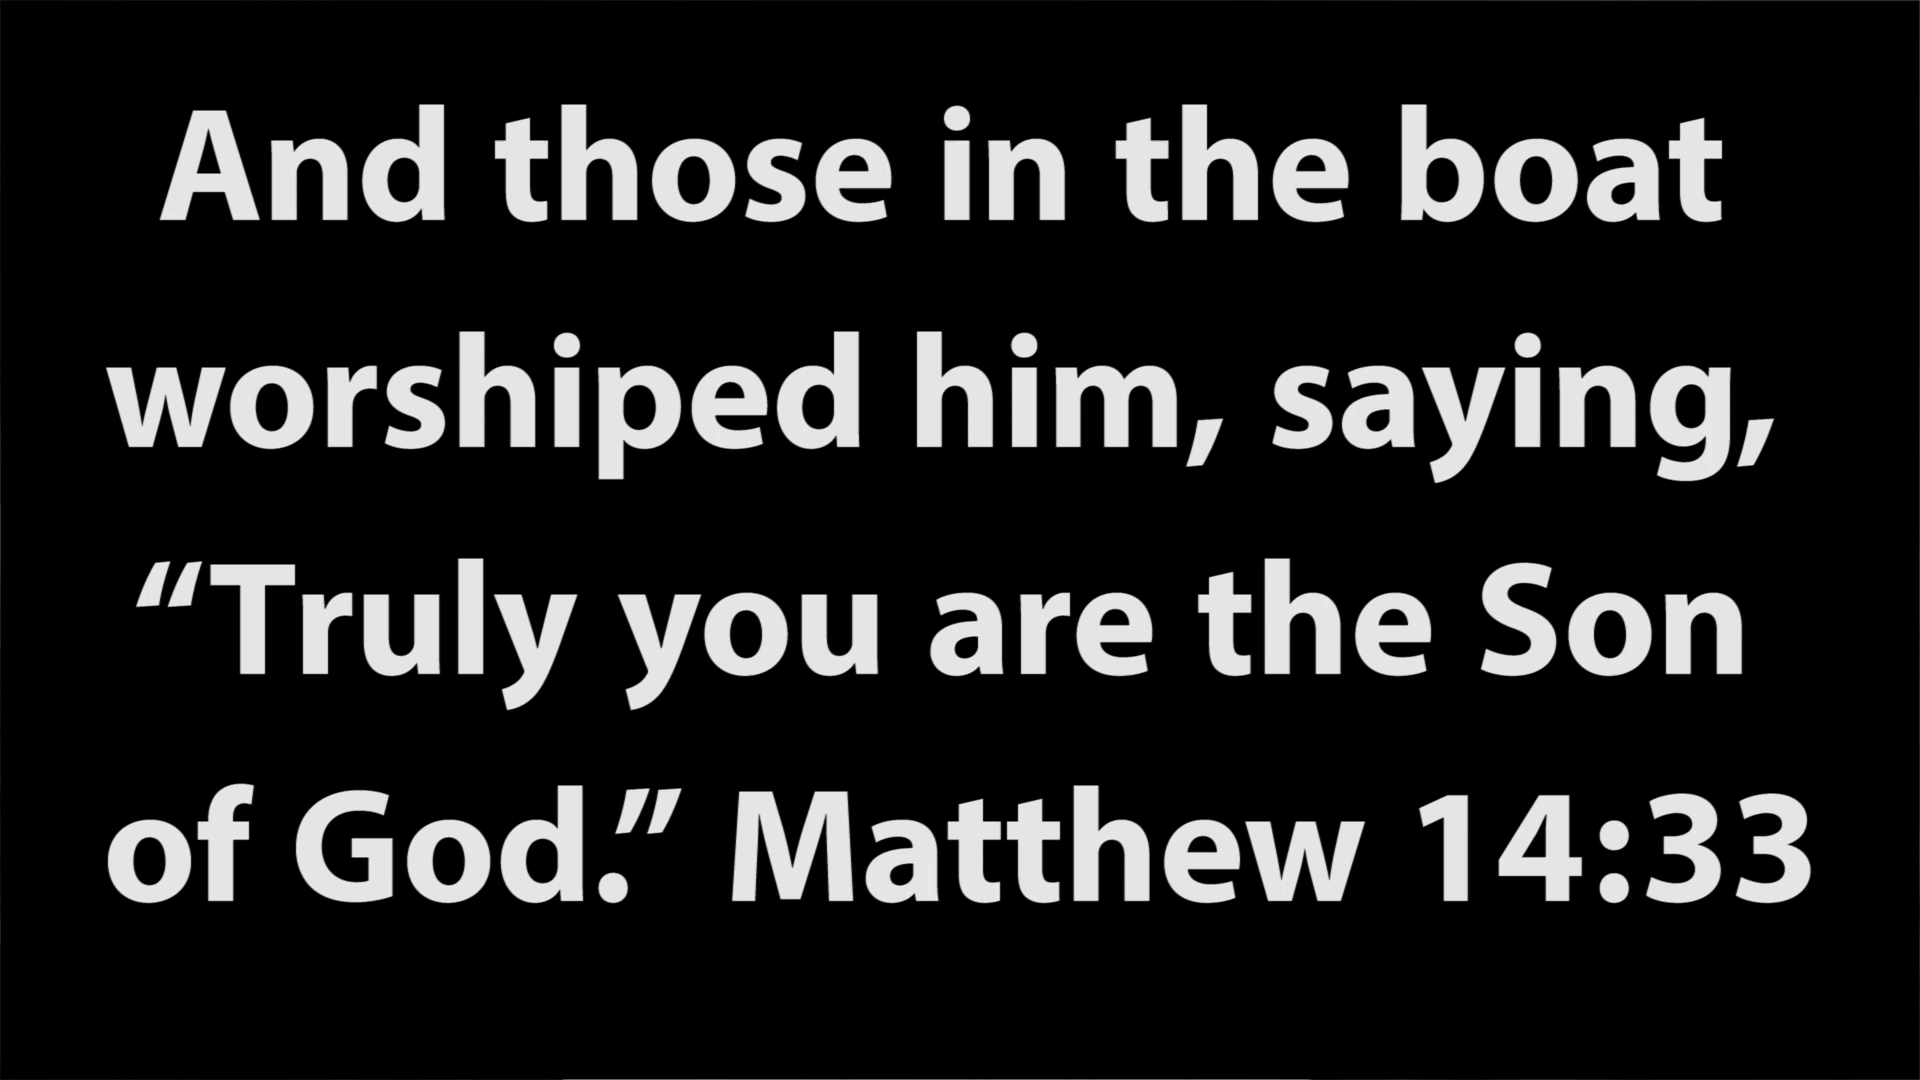 And those in the boat
worshiped him, saying,
“Truly you are the Son
of God.” Matthew 14:33